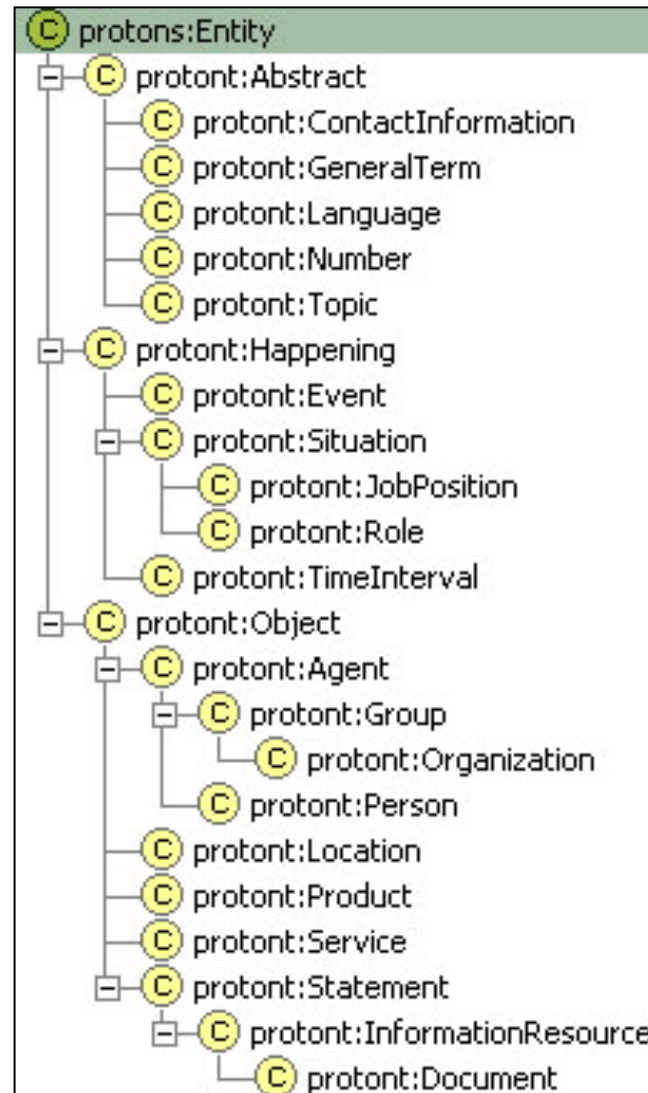 C protons:Entity
C protont:Abstract
C protont:ContactInformation
C protont:GeneralTerm
C protont:Language
C protont:Number
C protont:Topic
C protont:Happening
C protont:Event
C protont:Situation
C protont:JobPosition
C protont:Role
C protont:TimeInterval
C protont:Object
C protont:Agent
C protont:Group
C protont:Organization
C protont:Person
C protont:Location
C protont:Product
C protont:Service
C protont:Statement
C protont:InformationResource
C protont:Document